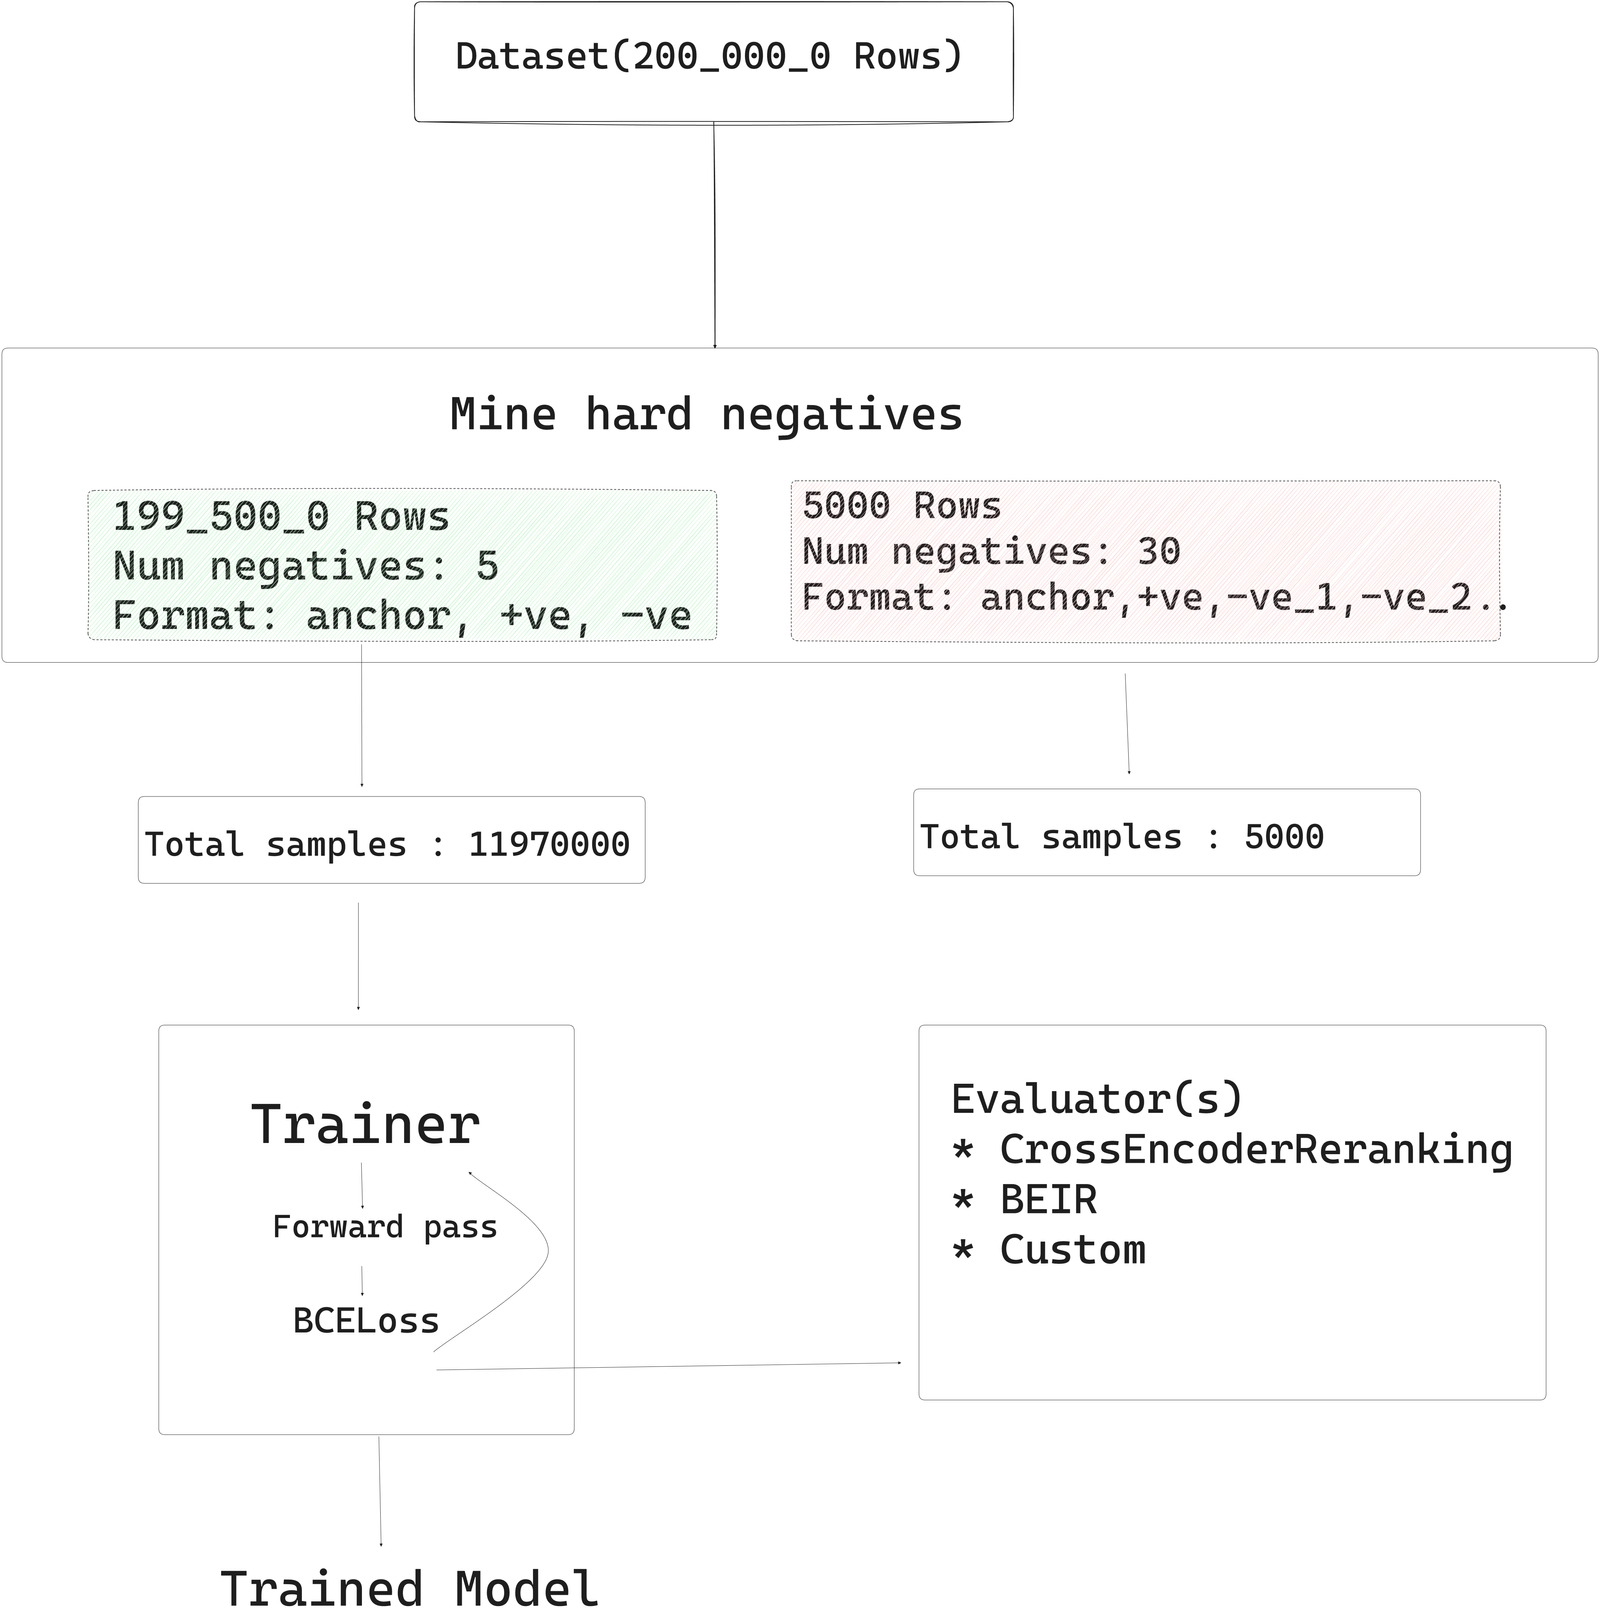 Dataset(200_000_0 Rows)
Mine hard negatives
199_500_0 Rows
Num negatives: 5
Format: anchor, +ve, -ve
5000 Rows
Num negatives: 30
Format: anchor,+ve,-ve_1,-ve_2..
Total samples : 11970000
Total samples : 5000
Trainer
Forward pass
BCELoss
Evaluator(s)
* CrossEncoderReranking
* BEIR
* Custom
Trained Model